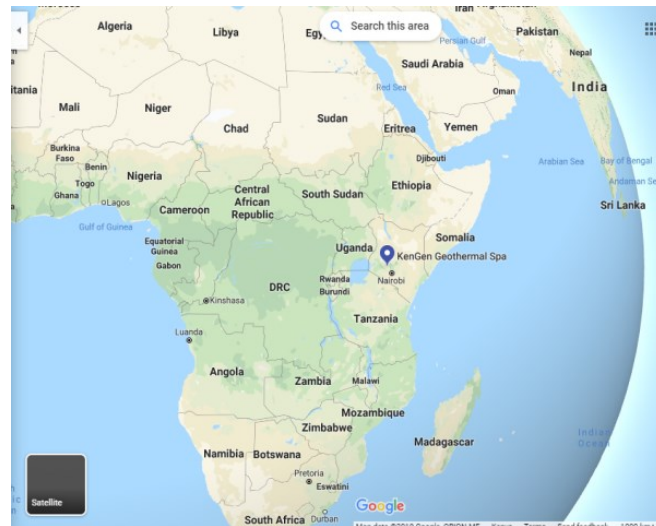 Algeria
Libya
Search this area
Iran
Pakistan
Persian Gulf
Nepal
Saudi Arabia
India
Mali
Niger
Red Sea
Oman
Chad
Sudan
Eritrea
Yemen
Burkina
Faso
Benin
Djibouti
Arabian Sea
Bay of Bengal
Togo
Nigeria
Andaman Sea
Ghana
Lagos
Central
African
Republic
South Sudan
Ethiopia
Cameroon
Sri Lanka
Gulf of Guinea
Equatorial
Guinea
Uganda
Somalia
KenGen Geothermal Spa
Gabon
Nairobi
Rwanda
DRC
Burundi
Kinshasa
Tanzania
Luanda
Angola
Malawi
Zambia
Mozambique
Zimbabwe
Madagascar
Indian
Ocean
Namibia
Botswana
Pretoria
Eswatini
Satellite
Google
South Africa
Durban